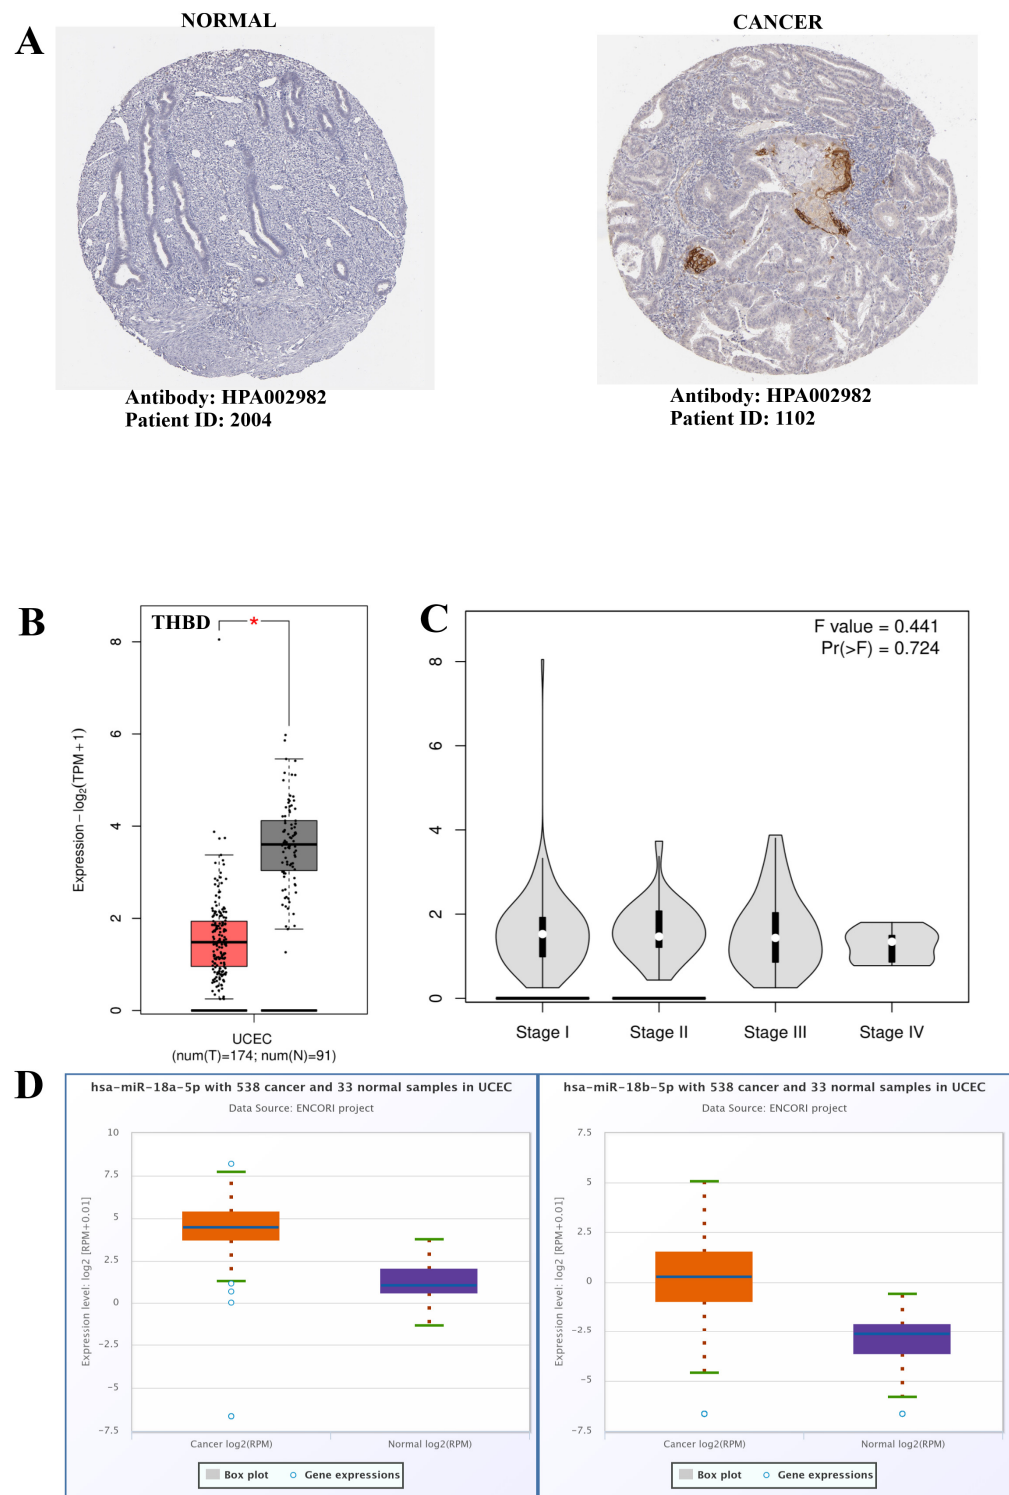 NORMAL
CANCER
A
Antibody: HPA002982
Patient ID: 2004
Antibody: HPA002982
Patient ID: 1102
B
THBD
*
8
6
4
2
0
Expression – log2(TPM + 1)
UCEC
(num(T)=174; num(N)=91)
C
F value = 0.441
Pr(>F) = 0.724
8
6
4
2
0
Stage I
Stage II
Stage III
Stage IV
D
hsa-miR-18a-5p with 538 cancer and 33 normal samples in UCEC
Data Source: ENCORI project
10
7.5
5
2.5
0
−2.5
−5
−7.5
Expression level: log2 [RPM+0.01]
Cancer log2(RPM)
Normal log2(RPM)
Box plot
Gene expressions
hsa-miR-18b-5p with 538 cancer and 33 normal samples in UCEC
Data Source: ENCORI project
7.5
5
2.5
0
−2.5
−5
−7.5
Expression level: log2 [RPM+0.01]
Cancer log2(RPM)
Normal log2(RPM)
Box plot
Gene expressions